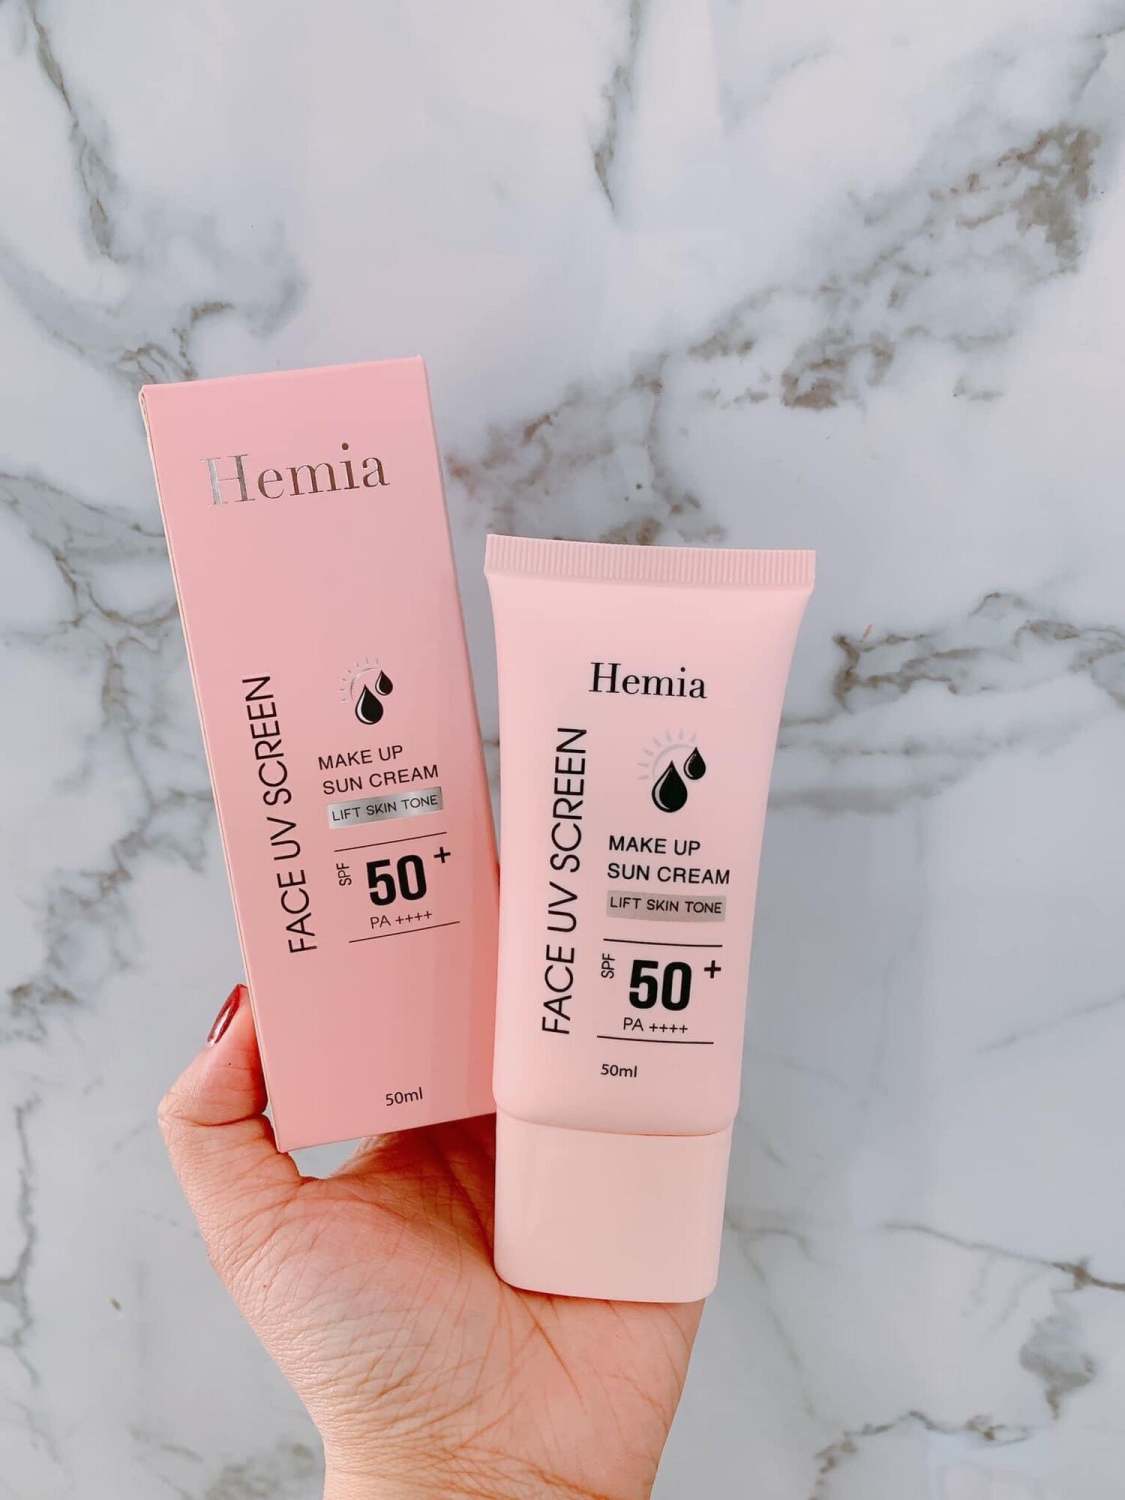 Hemia
FACE UV SCREEN
MAKE UP
SUN CREAM
LIFT SKIN TONE
SPF 50+
PA ++++
50ml
Hemia
FACE UV SCREEN
MAKE UP
SUN CREAM
LIFT SKIN TONE
SPF 50+
PA ++++
50ml